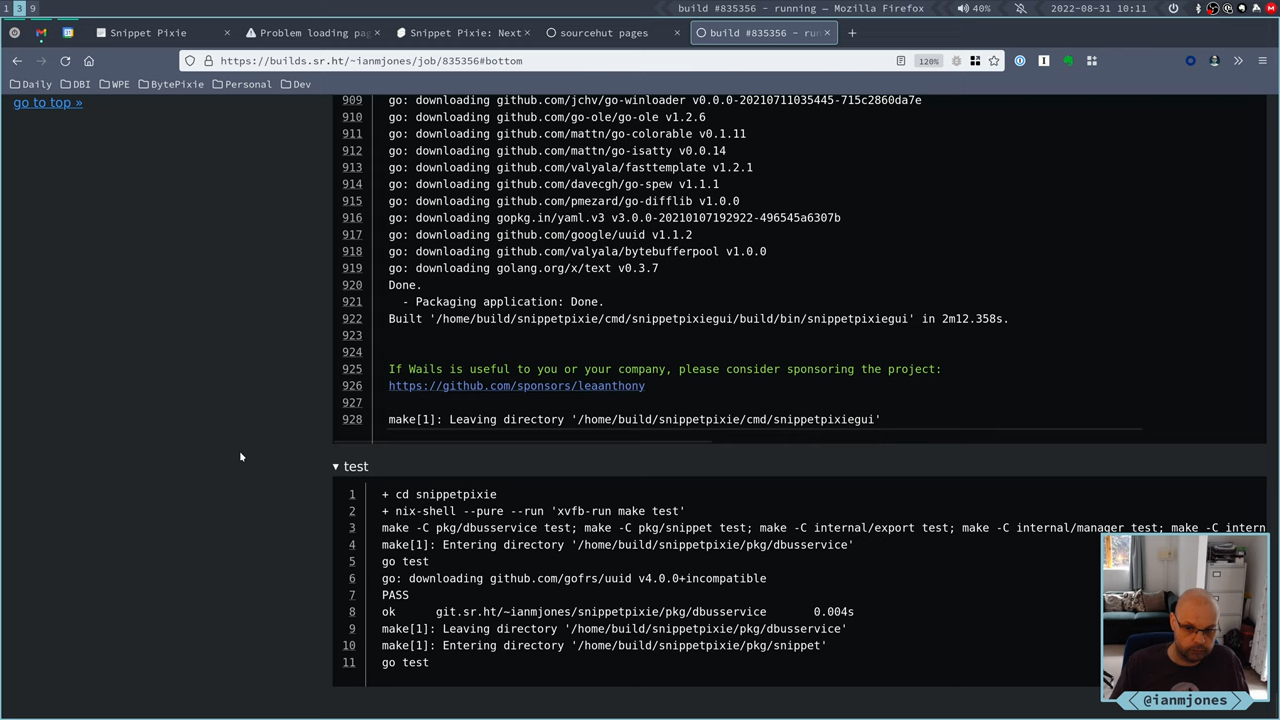 1 3 9
build #835356 - running — Mozilla Firefox
40%
2022-08-31 10:11
Snippet Pixie ×
Problem loading pag ×
Snippet Pixie: Next ×
sourcehut pages ×
build #835356 - run ×
+
https://builds.sr.ht/~ianmjones/job/835356#bottom
120%
Daily DBI WPE BytePixie Personal Dev
go to top »
909 go: downloading github.com/jchv/go-winloader v0.0.0-20210711035445-715c2860da7e
910 go: downloading github.com/go-ole/go-ole v1.2.6
911 go: downloading github.com/mattn/go-colorable v0.1.11
912 go: downloading github.com/mattn/go-isatty v0.0.14
913 go: downloading github.com/valyala/fasttemplate v1.2.1
914 go: downloading github.com/davecgh/go-spew v1.1.1
915 go: downloading github.com/pmezard/go-difflib v1.0.0
916 go: downloading gopkg.in/yaml.v3 v3.0.0-20210107192922-496545a6307b
917 go: downloading github.com/google/uuid v1.1.2
918 go: downloading github.com/valyala/bytebufferpool v1.0.0
919 go: downloading golang.org/x/text v0.3.7
920 Done.
921 - Packaging application: Done.
922 Built '/home/build/snippetpixie/cmd/snippetpixiegui/build/bin/snippetpixiegui' in 2m12.358s.
923
924
925 If Wails is useful to you or your company, please consider sponsoring the project:
926 https://github.com/sponsors/leaanthony
927
928 make[1]: Leaving directory '/home/build/snippetpixie/cmd/snippetpixiegui'
▾ test
1 + cd snippetpixie
2 + nix-shell --pure --run 'xvfb-run make test'
3 make -C pkg/dbusservice test; make -C pkg/snippet test; make -C internal/export test; make -C internal/manager test; make -C intern
4 make[1]: Entering directory '/home/build/snippetpixie/pkg/dbusservice'
5 go test
6 go: downloading github.com/gofrs/uuid v4.0.0+incompatible
7 PASS
8 ok git.sr.ht/~ianmjones/snippetpixie/pkg/dbusservice 0.004s
9 make[1]: Leaving directory '/home/build/snippetpixie/pkg/dbusservice'
10 make[1]: Entering directory '/home/build/snippetpixie/pkg/snippet'
11 go test
@ianmjones